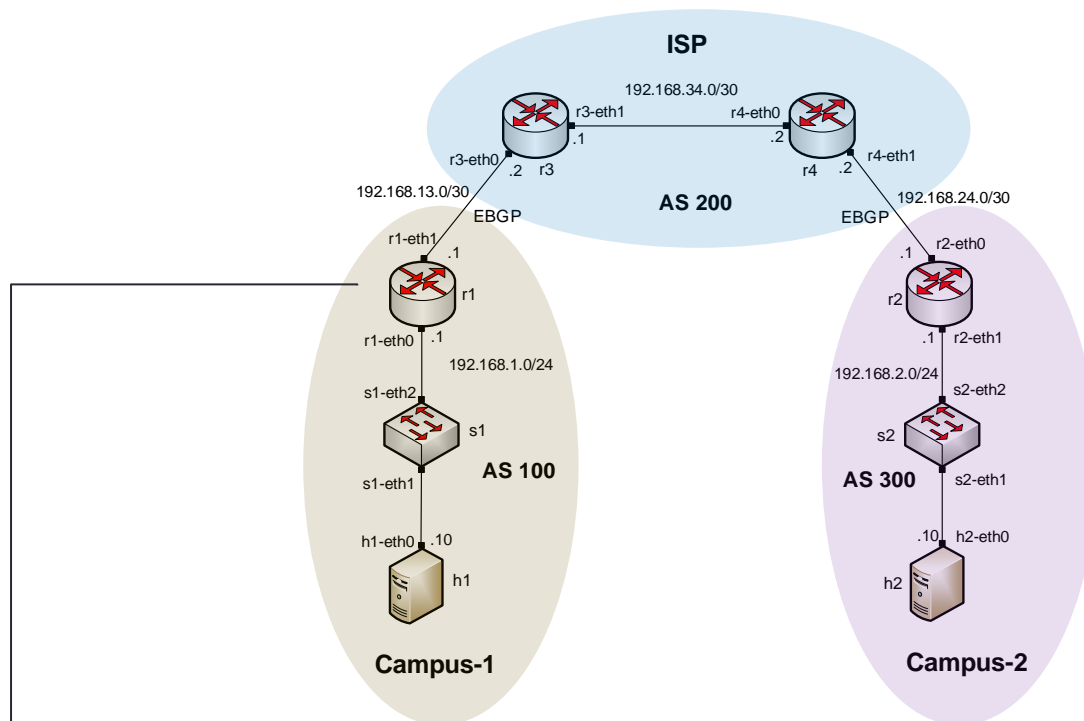 ISP
192.168.34.0/30
r3-eth1
r4-eth0
.1
.2
r3-eth0
.2
r3
r4
.2
r4-eth1
192.168.13.0/30
AS 200
192.168.24.0/30
EBGP
EBGP
r1-eth1
.1
.1
r2-eth0
r1
r2
r1-eth0
.1
.1
r2-eth1
192.168.1.0/24
192.168.2.0/24
s1-eth2
s2-eth2
s1
s2
AS 100
AS 300
s1-eth1
s2-eth1
h1-eth0
.10
.10
h2-eth0
h1
h2
Campus-1
Campus-2